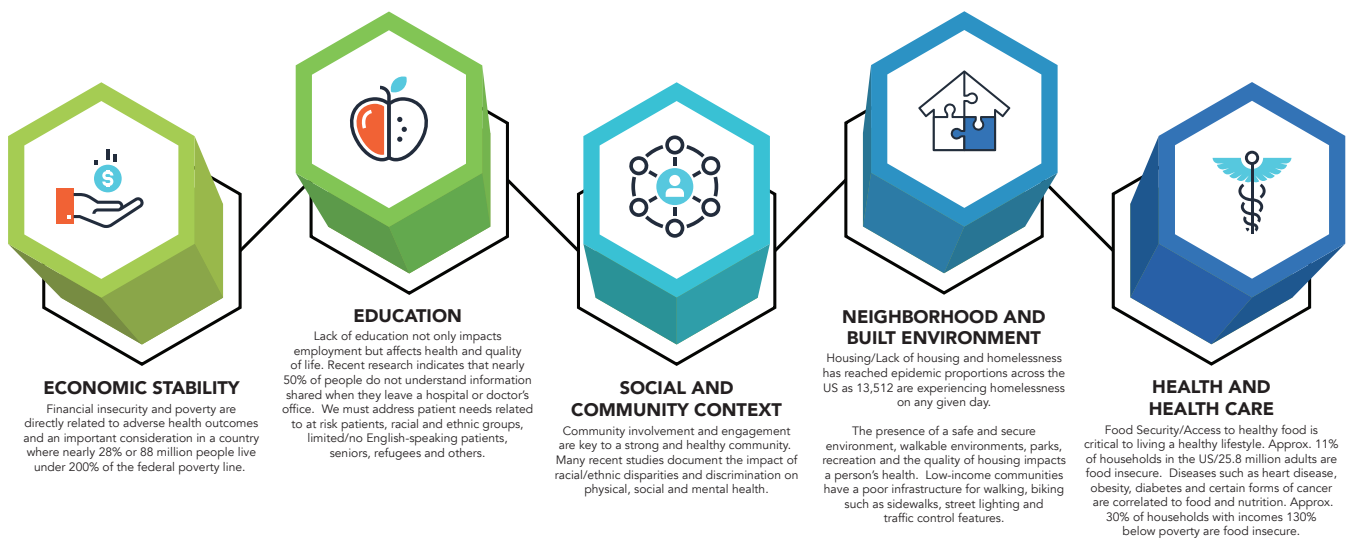 ECONOMIC STABILITY
Financial insecurity and poverty are
directly related to adverse health outcomes
and an important consideration in a country
where nearly 28% or 88 million people live
under 200% of the federal poverty line.
EDUCATION
Lack of education not only impacts
employment but affects health and quality
of life. Recent research indicates that nearly
50% of people do not understand information
shared when they leave a hospital or doctor's
office. We must address patient needs related
to at risk patients, racial and ethnic groups,
limited/no English-speaking patients,
seniors, refugees and others.
SOCIAL AND
COMMUNITY CONTEXT
Community involvement and engagement
are key to a strong and healthy community.
Many recent studies document the impact of
racial/ethnic disparities and discrimination on
physical, social and mental health.
NEIGHBORHOOD AND
BUILT ENVIRONMENT
Housing/Lack of housing and homelessness
has reached epidemic proportions across the
US as 13,512 are experiencing homelessness
on any given day.
The presence of a safe and secure
environment, walkable environments, parks,
recreation and the quality of housing impacts
a person's health. Low-income communities
have a poor infrastructure for walking, biking
such as sidewalks, street lighting and
traffic control features.
HEALTH AND
HEALTH CARE
Food Security/Access to healthy food is
critical to living a healthy lifestyle. Approx. 11%
of households in the US/25.8 million adults are
food insecure. Diseases such as heart disease,
obesity, diabetes and certain forms of cancer
are correlated to food and nutrition. Approx.
30% of households with incomes 130%
below poverty are food insecure.